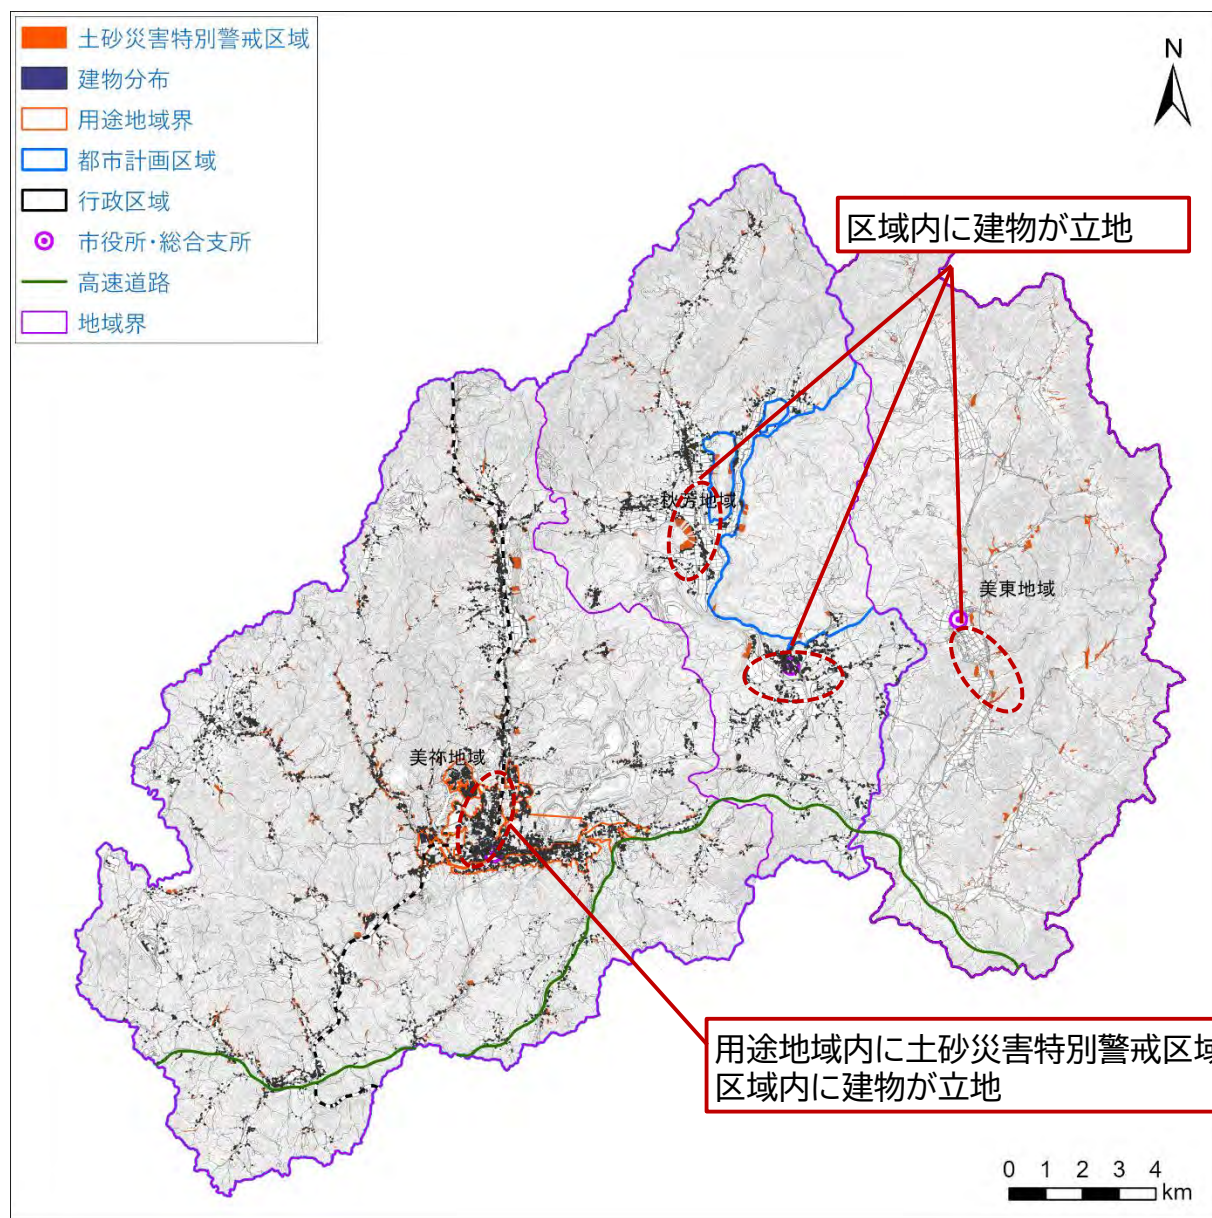 土砂災害特別警戒区域
建物分布
用途地域界
都市計画区域
行政区域
市役所・総合支所
高速道路
地域界
N
区域内に建物が立地
秋芳地域
美東地域
美祢地域
用途地域内に土砂災害特別警戒区域
区域内に建物が立地
0 1 2 3 4
km